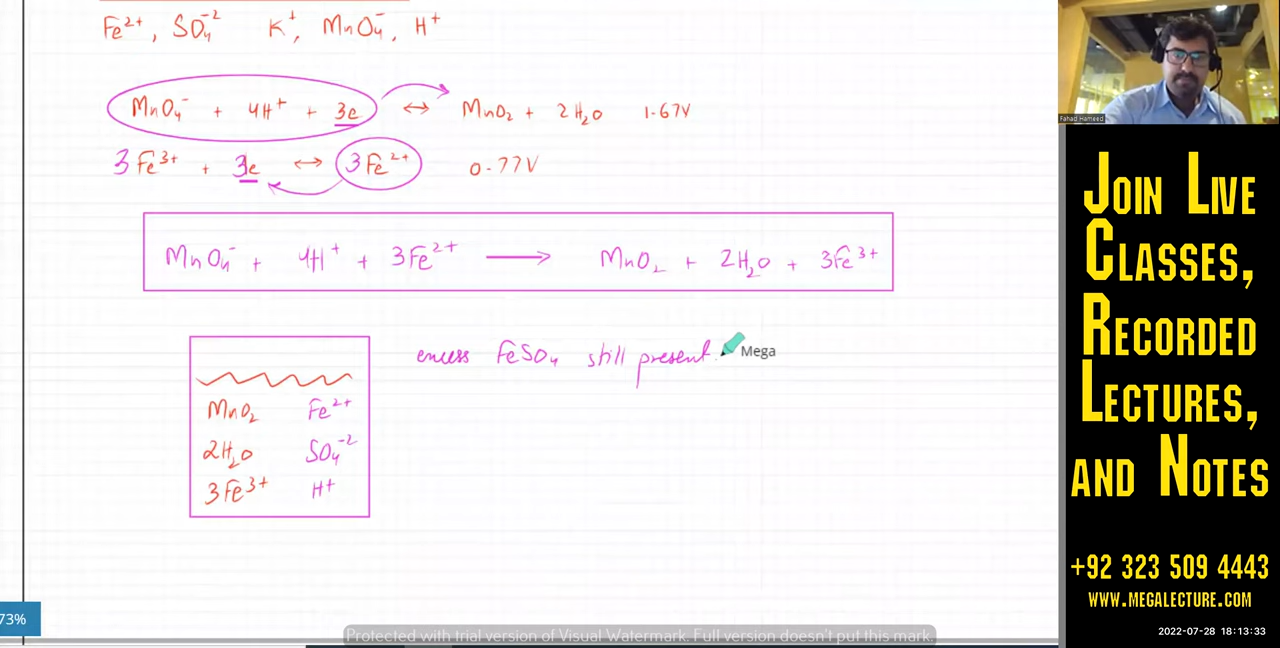 Fe²⁺, SO₄⁻² K⁺, MnO₄⁻, H⁺
MnO₄⁻ + 4H⁺ + 3e ↔ MnO₂ + 2H₂O 1.67V
3Fe³⁺ + 3e ↔ 3Fe²⁺ 0.77V
MnO₄⁻ + 4H⁺ + 3Fe²⁺ ⟶ MnO₂ + 2H₂O + 3Fe³⁺
excess FeSO₄ still present.
Mega
MnO₂ Fe²⁺
2H₂O SO₄⁻²
3Fe³⁺ H⁺
73%
Protected with trial version of Visual Watermark. Full version doesn't put this mark.
Fahad Hameed
JOIN LIVE
CLASSES,
RECORDED
LECTURES,
AND NOTES
+92 323 509 4443
WWW.MEGALECTURE.COM
2022-07-28 18:13:33